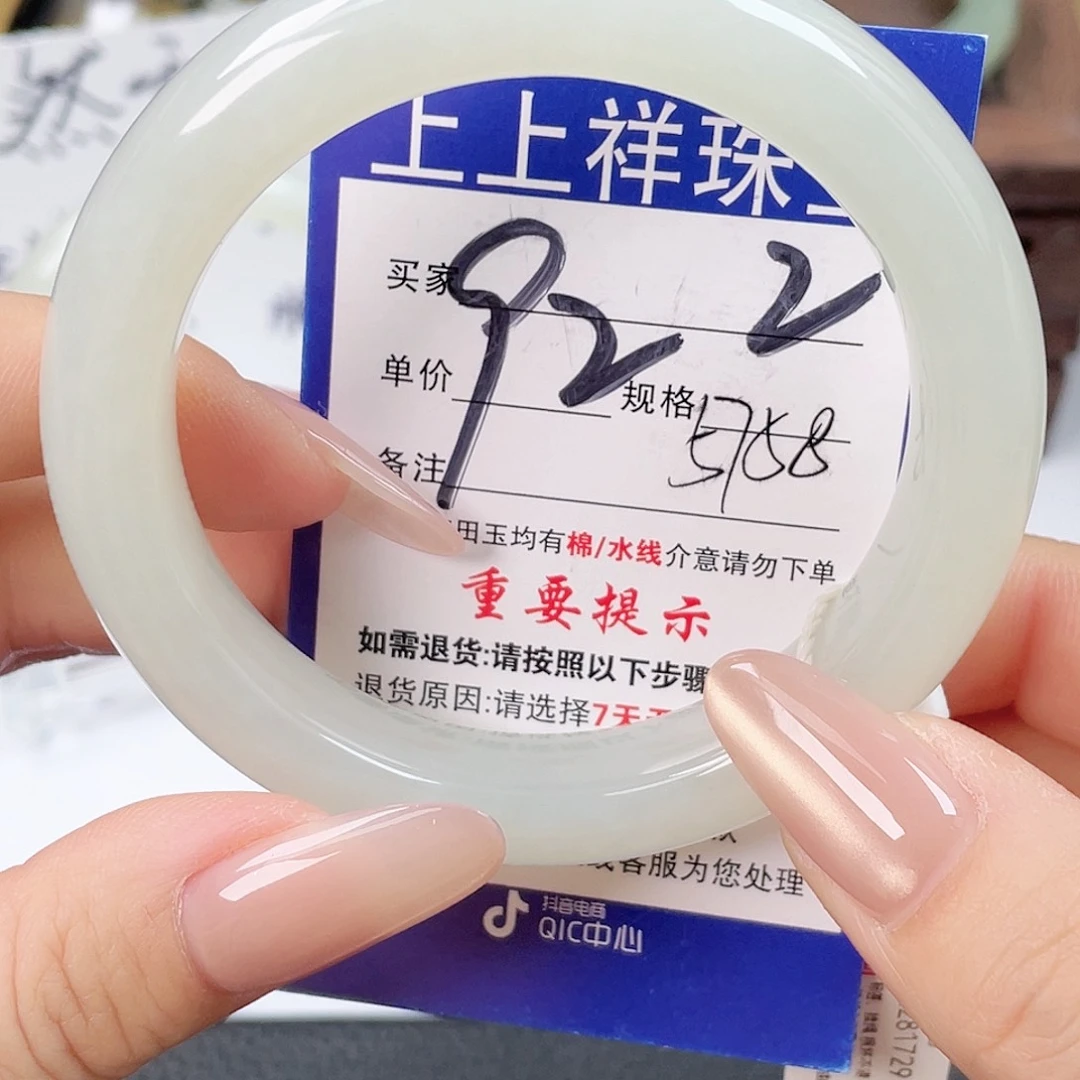 上上祥珠
买家 922
单价
规格 5758
备注
田玉均有棉/水线介意请勿下单
重要提示
如需退货:请按照以下步骤
退货原因:请选择7天
线客服为您处理
抖音电商
QIC中心
281729